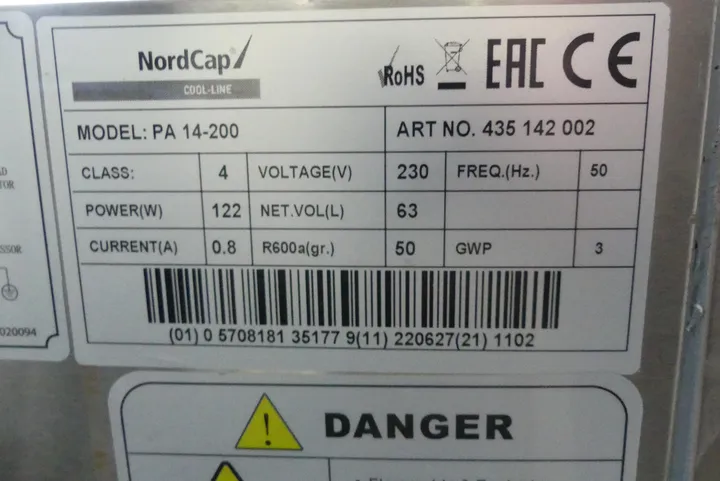 NordCap®
COOL-LINE
RoHS
EAC CE
MODEL: PA 14-200
ART NO. 435 142 002
CLASS: 4 VOLTAGE(V) 230 FREQ.(Hz.) 50
POWER(W) 122 NET.VOL(L) 63
CURRENT(A) 0.8 R600a(gr.) 50 GWP 3
(01) 0 5708181 35177 9(11) 220627(21) 1102
020094
DANGER